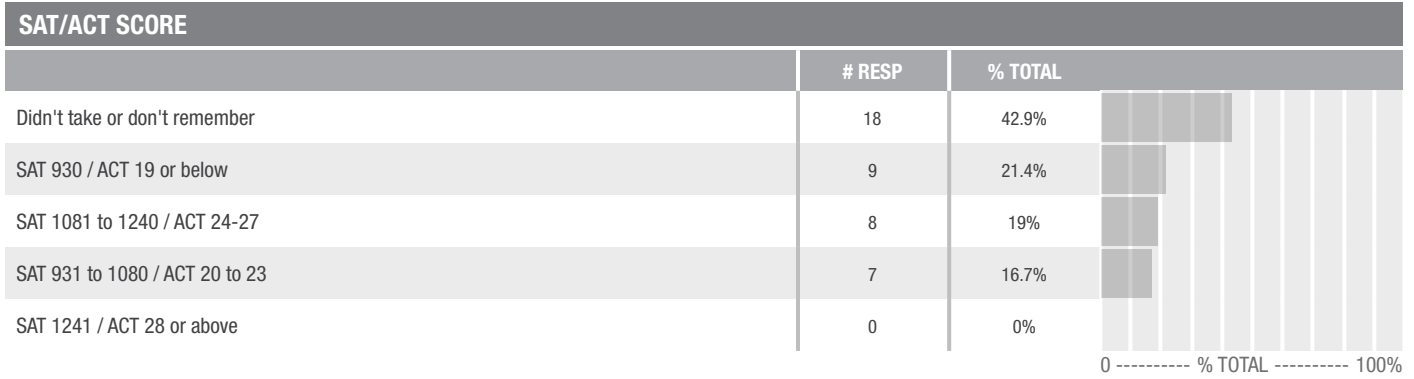 SAT/ACT SCORE
# RESP % TOTAL
Didn't take or don't remember 18 42.9%
SAT 930 / ACT 19 or below 9 21.4%
SAT 1081 to 1240 / ACT 24-27 8 19%
SAT 931 to 1080 / ACT 20 to 23 7 16.7%
SAT 1241 / ACT 28 or above 0 0%
0 ---------- % TOTAL ---------- 100%